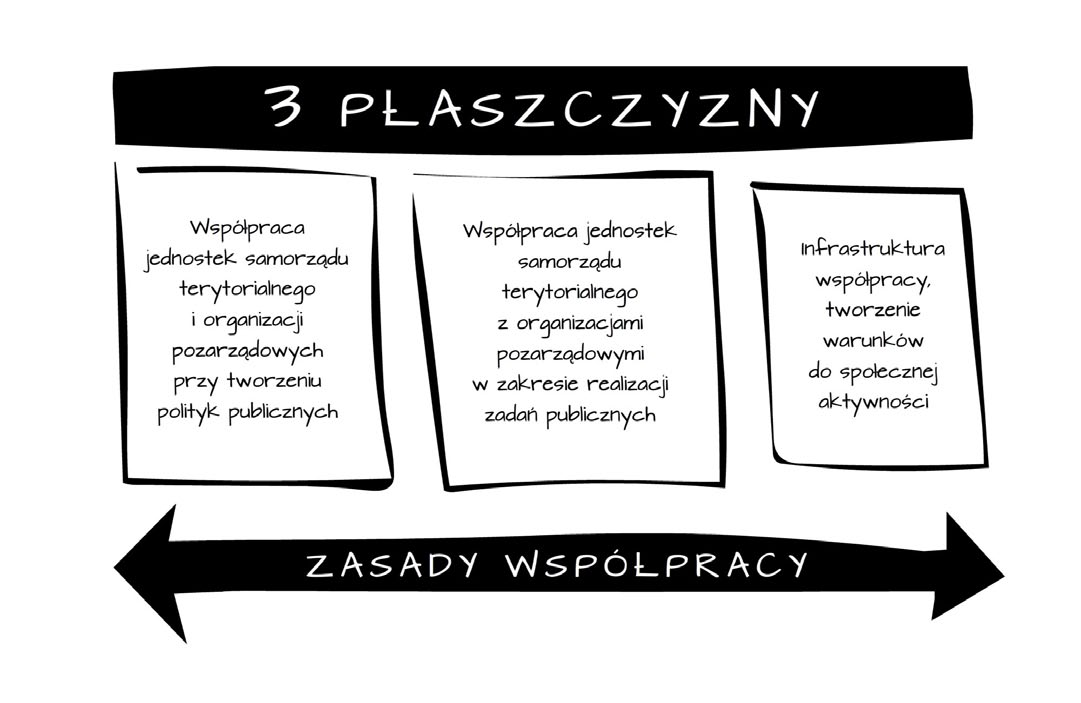 3 PŁASZCZYZNY
Współpraca
jednostek samorządu
terytorialnego
i organizacji
pozarządowych
przy tworzeniu
polityk publicznych
Współpraca jednostek
samorządu
terytorialnego
z organizacjami
pozarządowymi
w zakresie realizacji
zadań publicznych
Infrastruktura
współpracy,
tworzenie
warunków
do społecznej
aktywności
ZASADY WSPÓŁPRACY